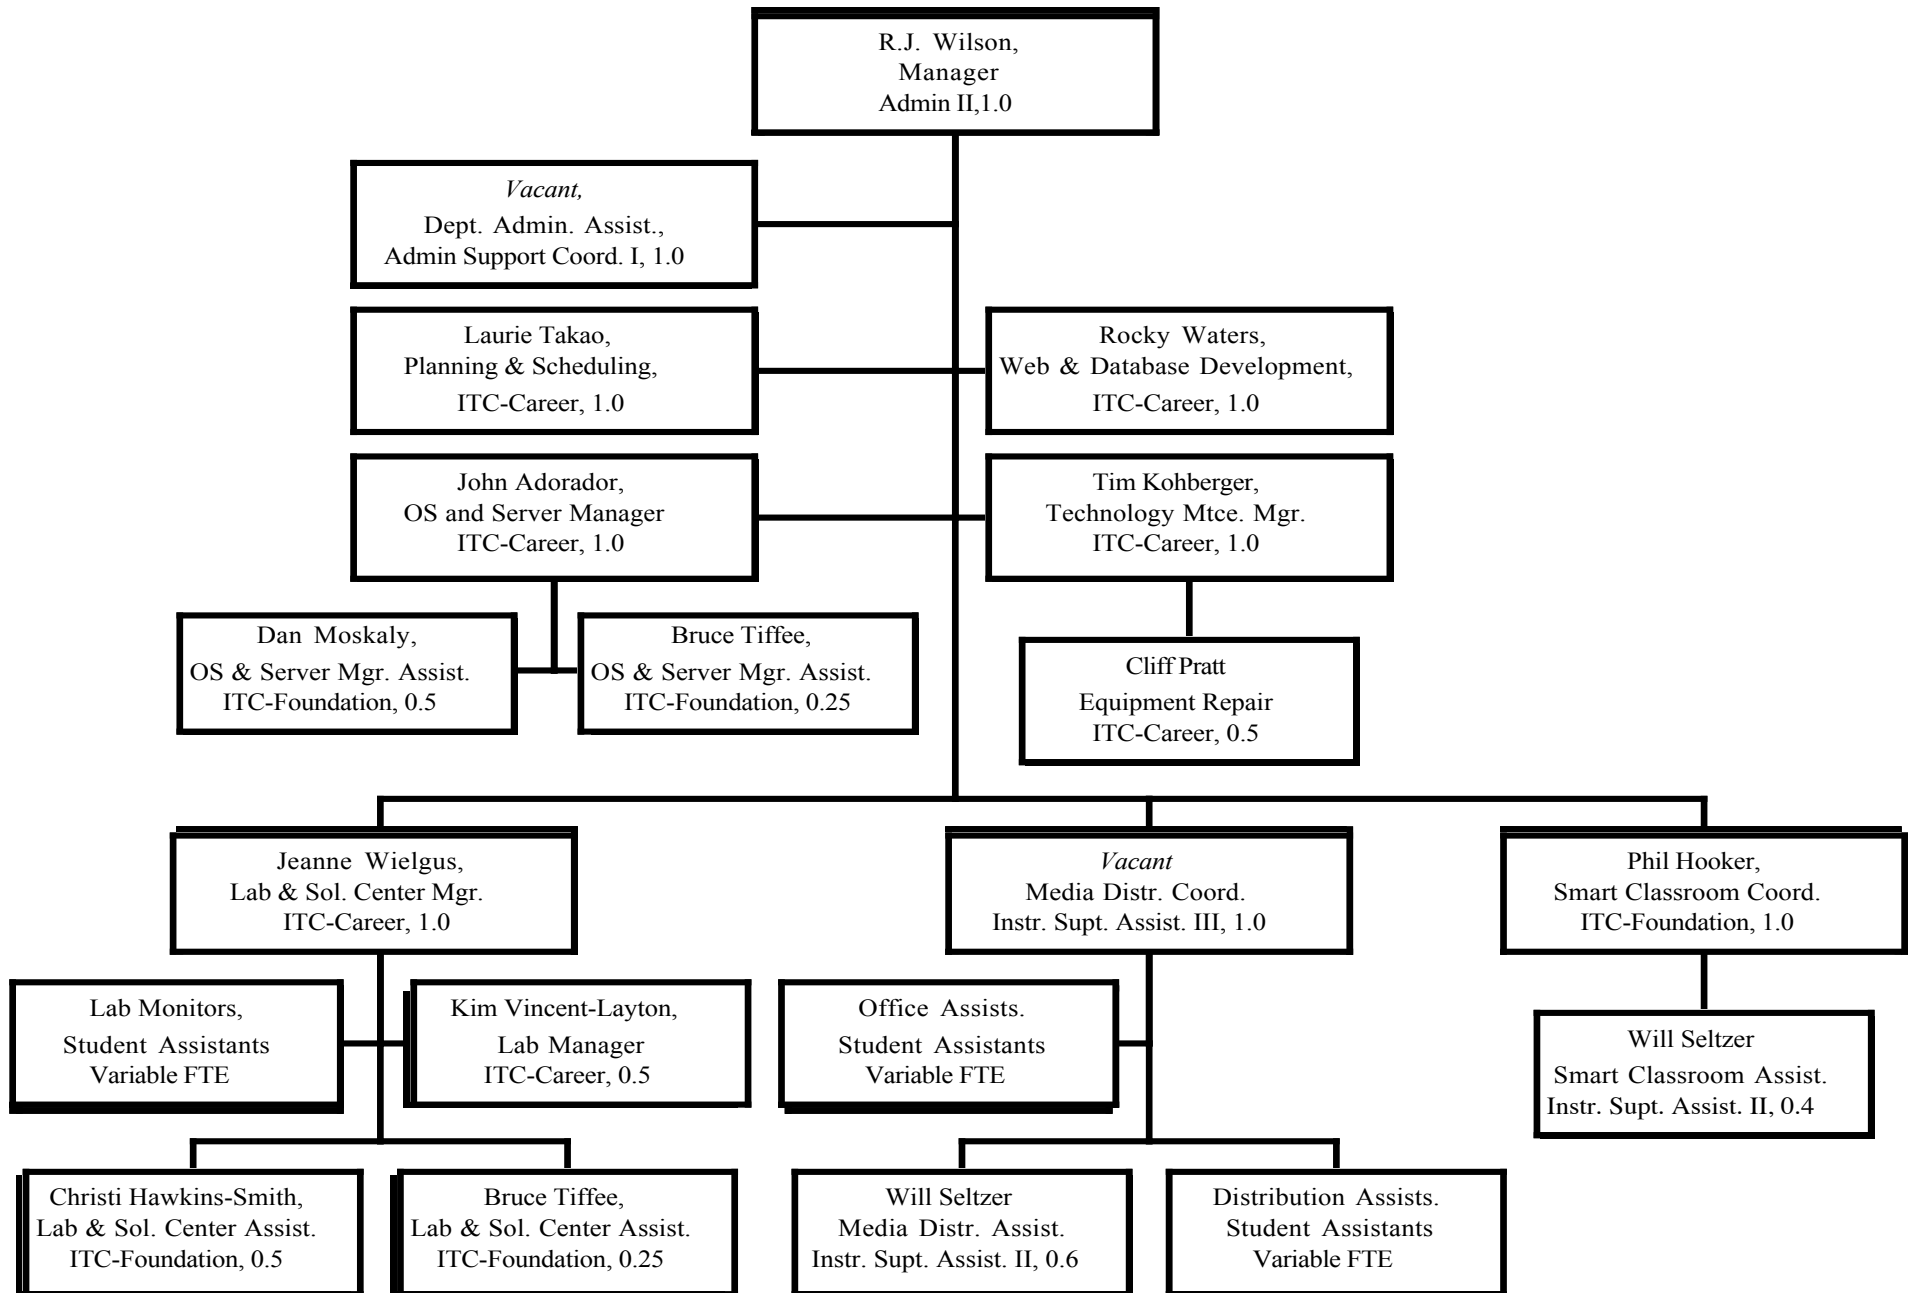 R.J. Wilson,
Manager
Admin II,1.0
Vacant,
Dept. Admin. Assist.,
Admin Support Coord. I, 1.0
Laurie Takao,
Planning & Scheduling,
ITC-Career, 1.0
Rocky Waters,
Web & Database Development,
ITC-Career, 1.0
John Adorador,
OS and Server Manager
ITC-Career, 1.0
Tim Kohberger,
Technology Mtce. Mgr.
ITC-Career, 1.0
Dan Moskaly,
OS & Server Mgr. Assist.
ITC-Foundation, 0.5
Bruce Tiffee,
OS & Server Mgr. Assist.
ITC-Foundation, 0.25
Cliff Pratt
Equipment Repair
ITC-Career, 0.5
Jeanne Wielgus,
Lab & Sol. Center Mgr.
ITC-Career, 1.0
Vacant
Media Distr. Coord.
Instr. Supt. Assist. III, 1.0
Phil Hooker,
Smart Classroom Coord.
ITC-Foundation, 1.0
Lab Monitors,
Student Assistants
Variable FTE
Kim Vincent-Layton,
Lab Manager
ITC-Career, 0.5
Office Assists.
Student Assistants
Variable FTE
Will Seltzer
Smart Classroom Assist.
Instr. Supt. Assist. II, 0.4
Christi Hawkins-Smith,
Lab & Sol. Center Assist.
ITC-Foundation, 0.5
Bruce Tiffee,
Lab & Sol. Center Assist.
ITC-Foundation, 0.25
Will Seltzer
Media Distr. Assist.
Instr. Supt. Assist. II, 0.6
Distribution Assists.
Student Assistants
Variable FTE